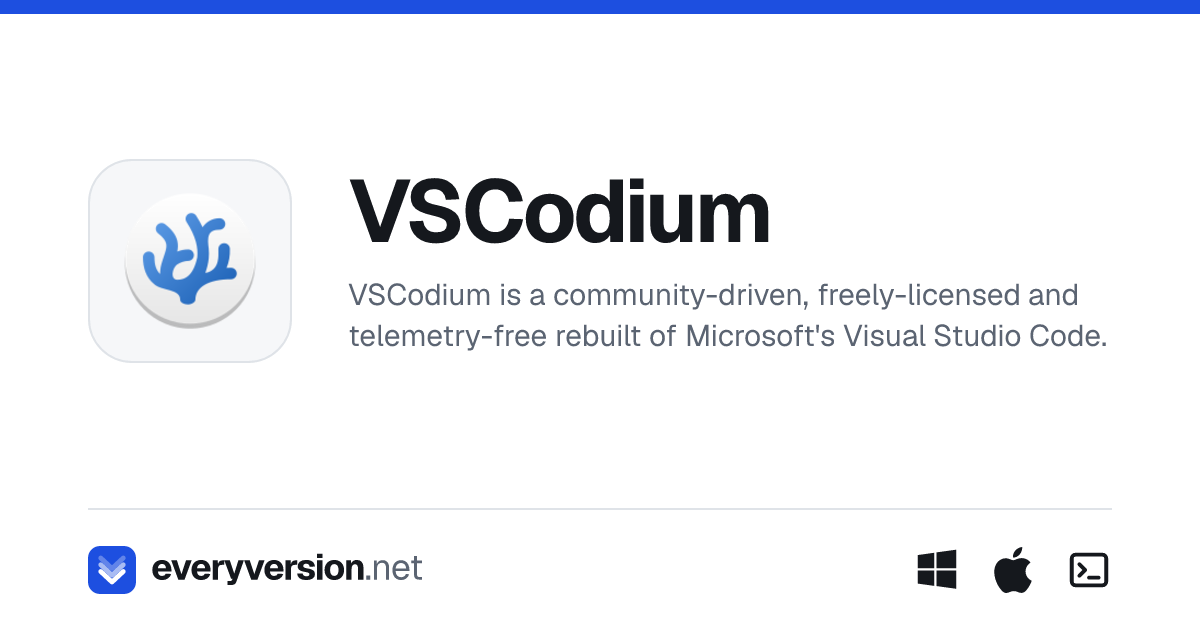 VSCodium
VSCodium is a community-driven, freely-licensed and
telemetry-free rebuilt of Microsoft's Visual Studio Code.
everyversion.net